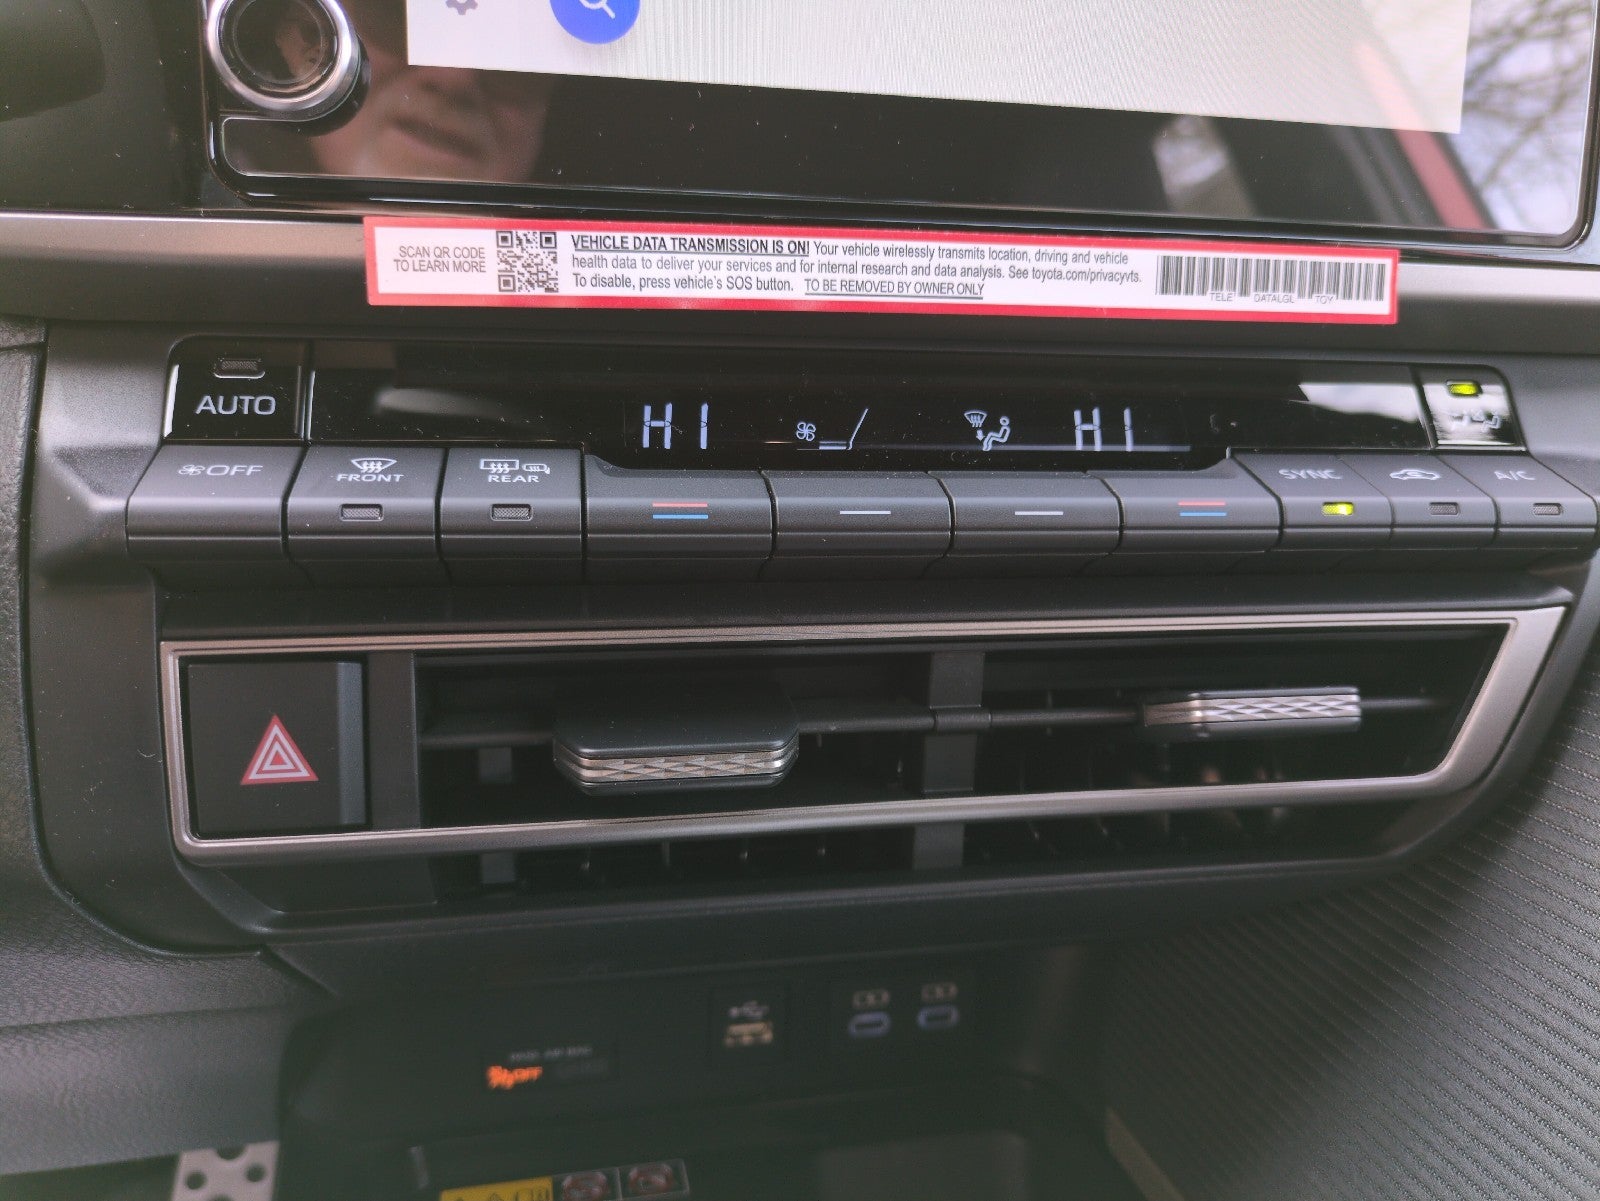 SCAN QR CODE
TO LEARN MORE
VEHICLE DATA TRANSMISSION IS ON! Your vehicle wirelessly transmits location, driving and vehicle
health data to deliver your services and for internal research and data analysis. See toyota.com/privacyvts.
To disable, press vehicle's SOS button. TO BE REMOVED BY OWNER ONLY
TELE DATALGL TOY
AUTO
HI HI
OFF
FRONT
REAR
SYNC
A/C
OFF